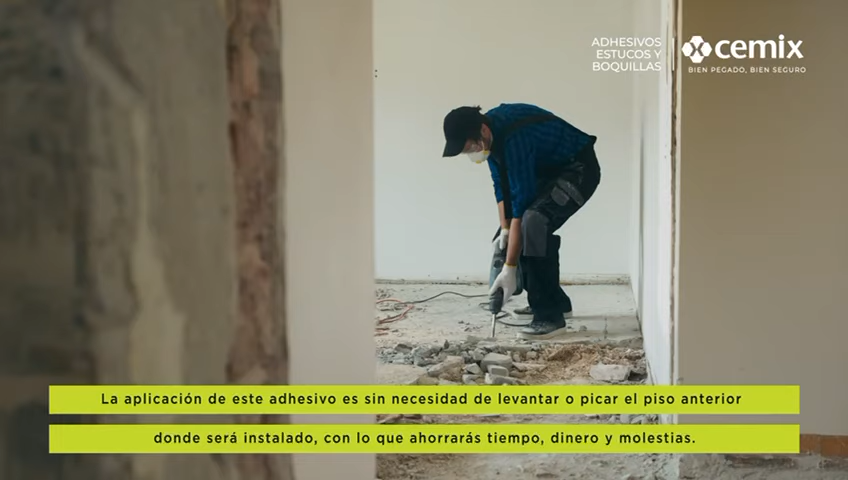 ADHESIVOS
ESTUCOS Y
BOQUILLAS
cemix
BIEN PEGADO, BIEN SEGURO
La aplicación de este adhesivo es sin necesidad de levantar o picar el piso anterior
donde será instalado, con lo que ahorrarás tiempo, dinero y molestias.